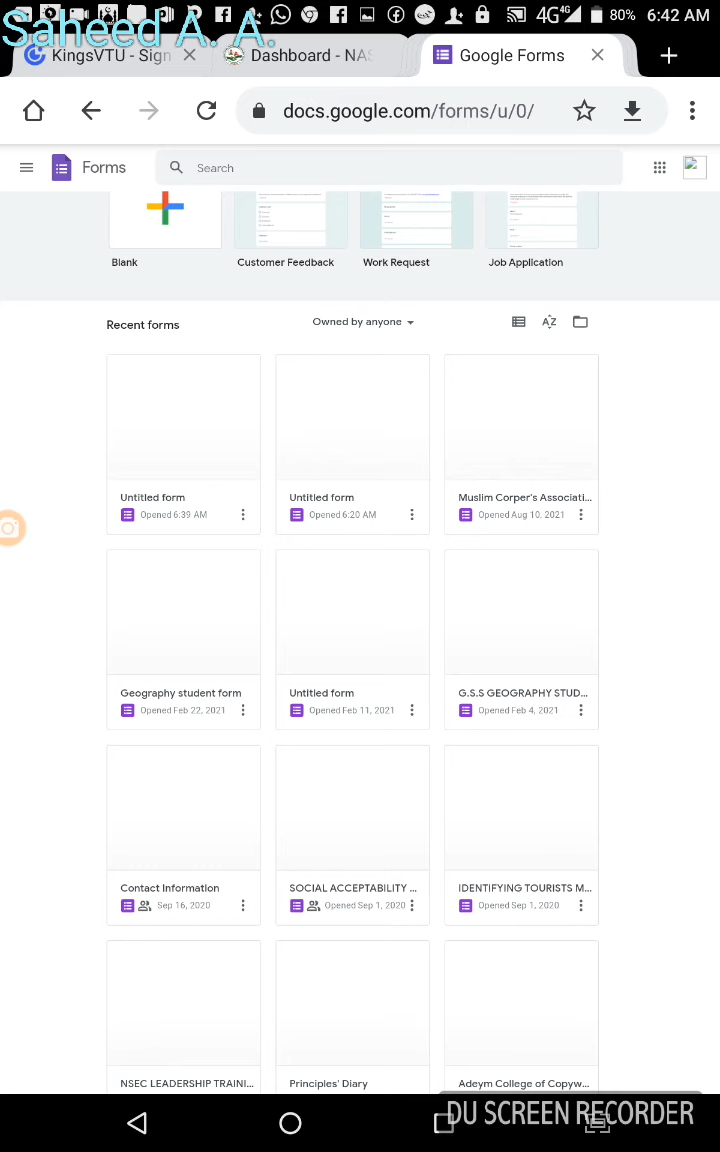 Saheed A. A.
4G 4G 80% 6:42 AM
KingsVTU - Sign
Dashboard - NAS
Google Forms
docs.google.com/forms/u/0/
Forms
Search
Blank
Customer Feedback
Work Request
Job Application
Recent forms
Owned by anyone
AZ
Untitled form
Opened 6:39 AM
Untitled form
Opened 6:20 AM
Muslim Corper's Associati...
Opened Aug 10, 2021
Geography student form
Opened Feb 22, 2021
Untitled form
Opened Feb 11, 2021
G.S.S GEOGRAPHY STUD...
Opened Feb 4, 2021
Contact Information
Sep 16, 2020
SOCIAL ACCEPTABILITY ...
Opened Sep 1, 2020
IDENTIFYING TOURISTS M...
Opened Sep 1, 2020
NSEC LEADERSHIP TRAINI...
Principles' Diary
Adeym College of Copyw...
DU SCREEN RECORDER